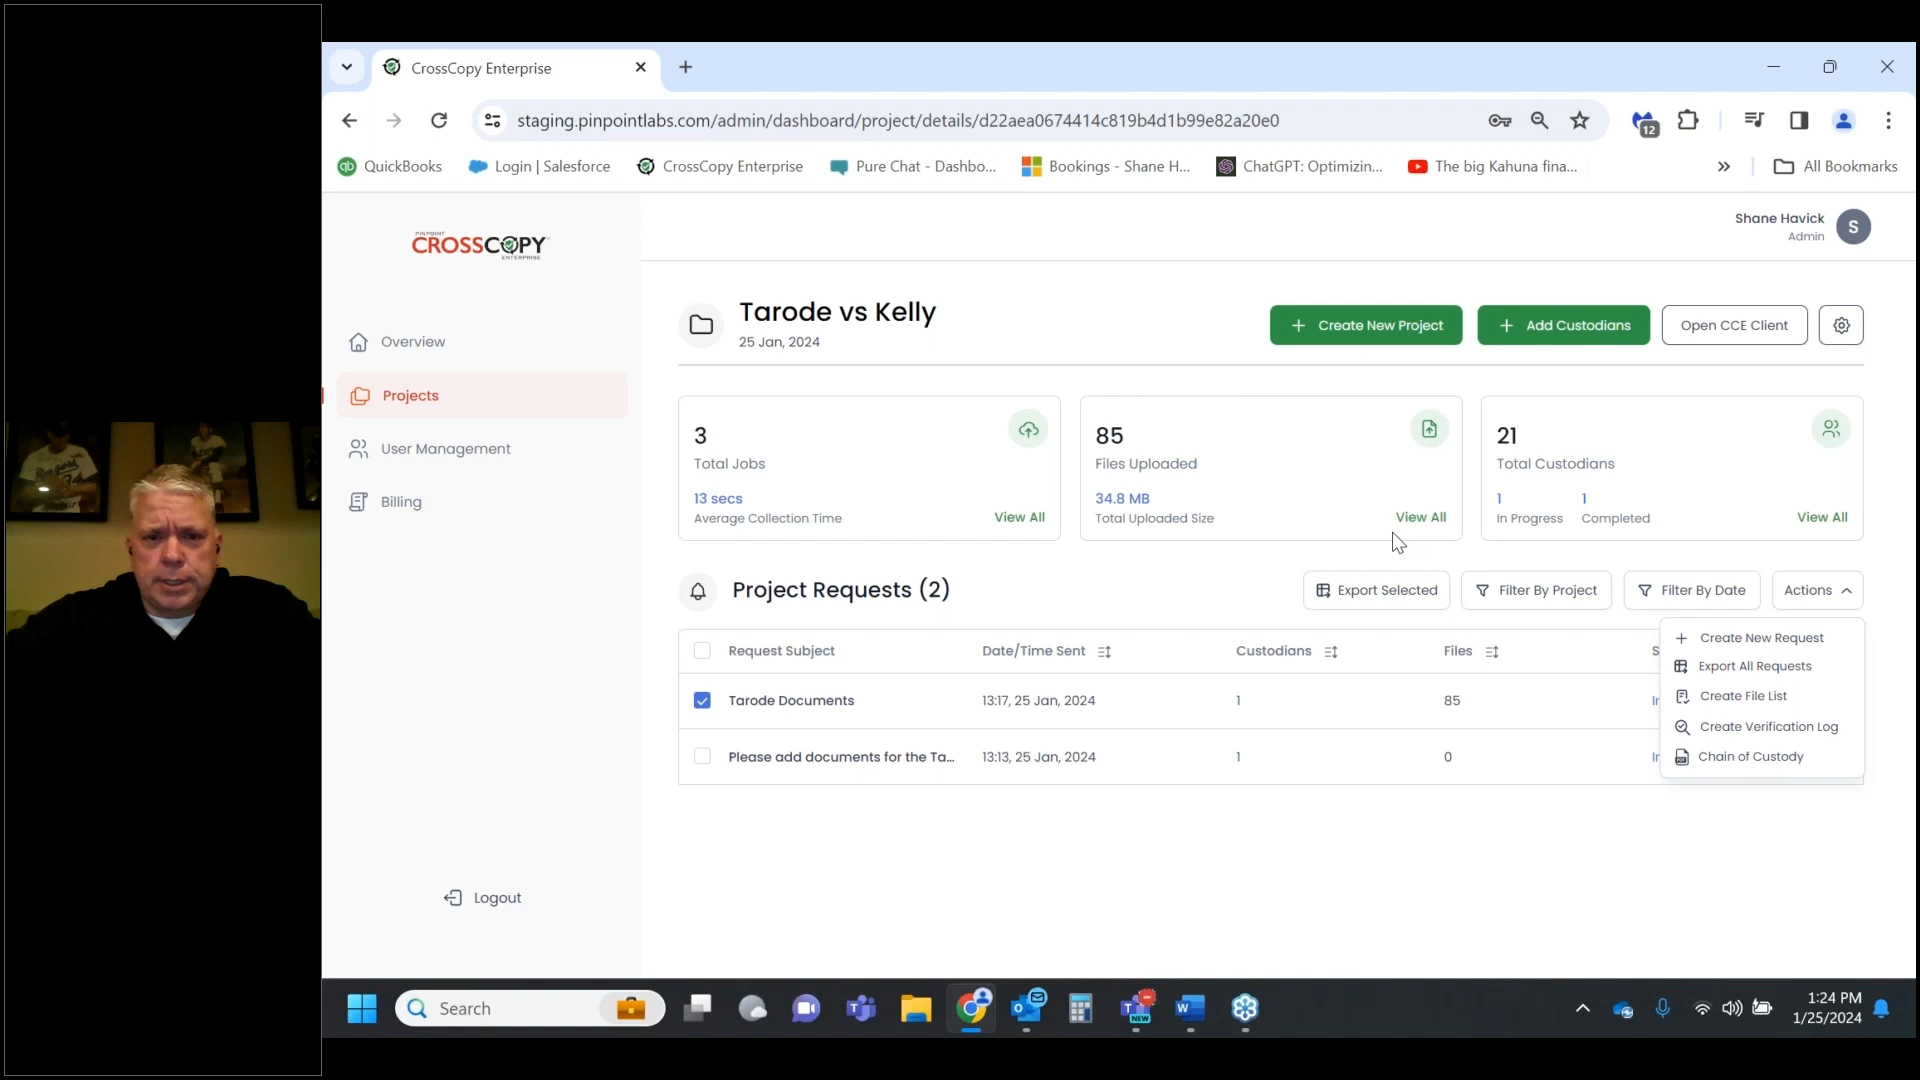 CrossCopy Enterprise
staging.pinpointlabs.com/admin/dashboard/project/details/d22aea0674414c819b4d1b99e82a20e0
12
QuickBooks
Login | Salesforce
CrossCopy Enterprise
Pure Chat - Dashbo...
Bookings - Shane H...
ChatGPT: Optimizin...
The big Kahuna fina...
All Bookmarks
PINPOINT
CROSSCOPY
ENTERPRISE
Shane Havick
Admin
S
Overview
Projects
User Management
Billing
Logout
Tarode vs Kelly
25 Jan, 2024
Create New Project
Add Custodians
Open CCE Client
3
Total Jobs
13 secs
Average Collection Time
View All
85
Files Uploaded
34.8 MB
Total Uploaded Size
View All
21
Total Custodians
1
In Progress
1
Completed
View All
Project Requests (2)
Export Selected
Filter By Project
Filter By Date
Actions
Request Subject
Date/Time Sent
Custodians
Files
S
Tarode Documents
13:17, 25 Jan, 2024
1
85
In
Please add documents for the Ta...
13:13, 25 Jan, 2024
1
0
In
Create New Request
Export All Requests
Create File List
Create Verification Log
Chain of Custody
Search
NEW
1:24 PM
1/25/2024